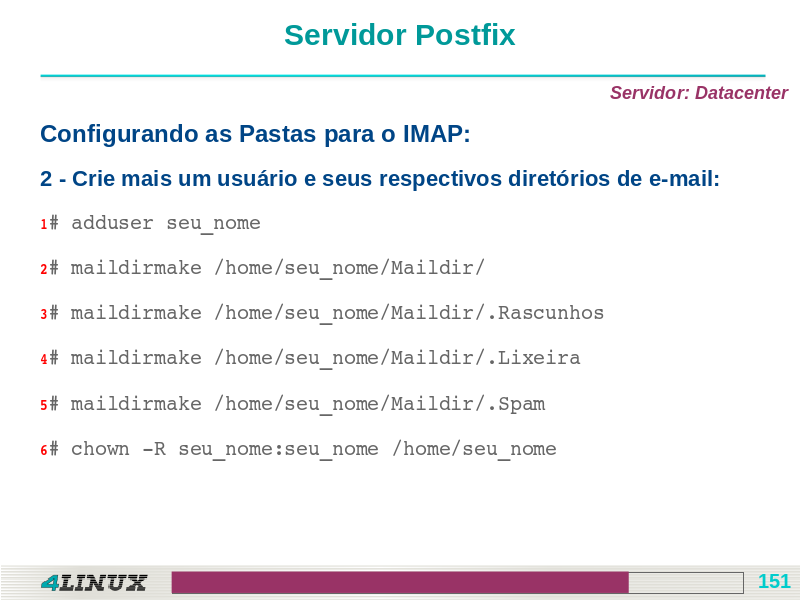 Servidor Postfix
Servidor: Datacenter
Configurando as Pastas para o IMAP:
2 - Crie mais um usuário e seus respectivos diretórios de e-mail:
1# adduser seu_nome
2# maildirmake /home/seu_nome/Maildir/
3# maildirmake /home/seu_nome/Maildir/.Rascunhos
4# maildirmake /home/seu_nome/Maildir/.Lixeira
5# maildirmake /home/seu_nome/Maildir/.Spam
6# chown -R seu_nome:seu_nome /home/seu_nome
4LINUX
151